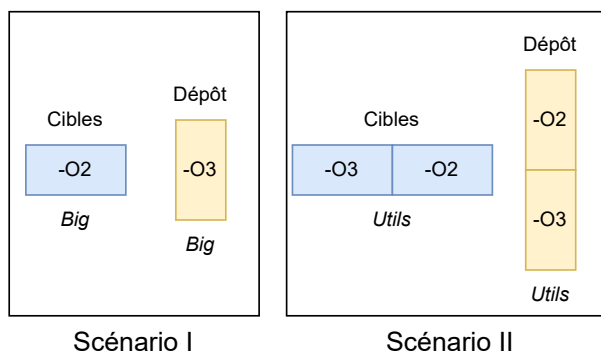 Cibles
-O2
Big
Dépôt
-O3
Big
Scénario I
Cibles
-O3 -O2
Utils
Dépôt
-O2
-O3
Utils
Scénario II